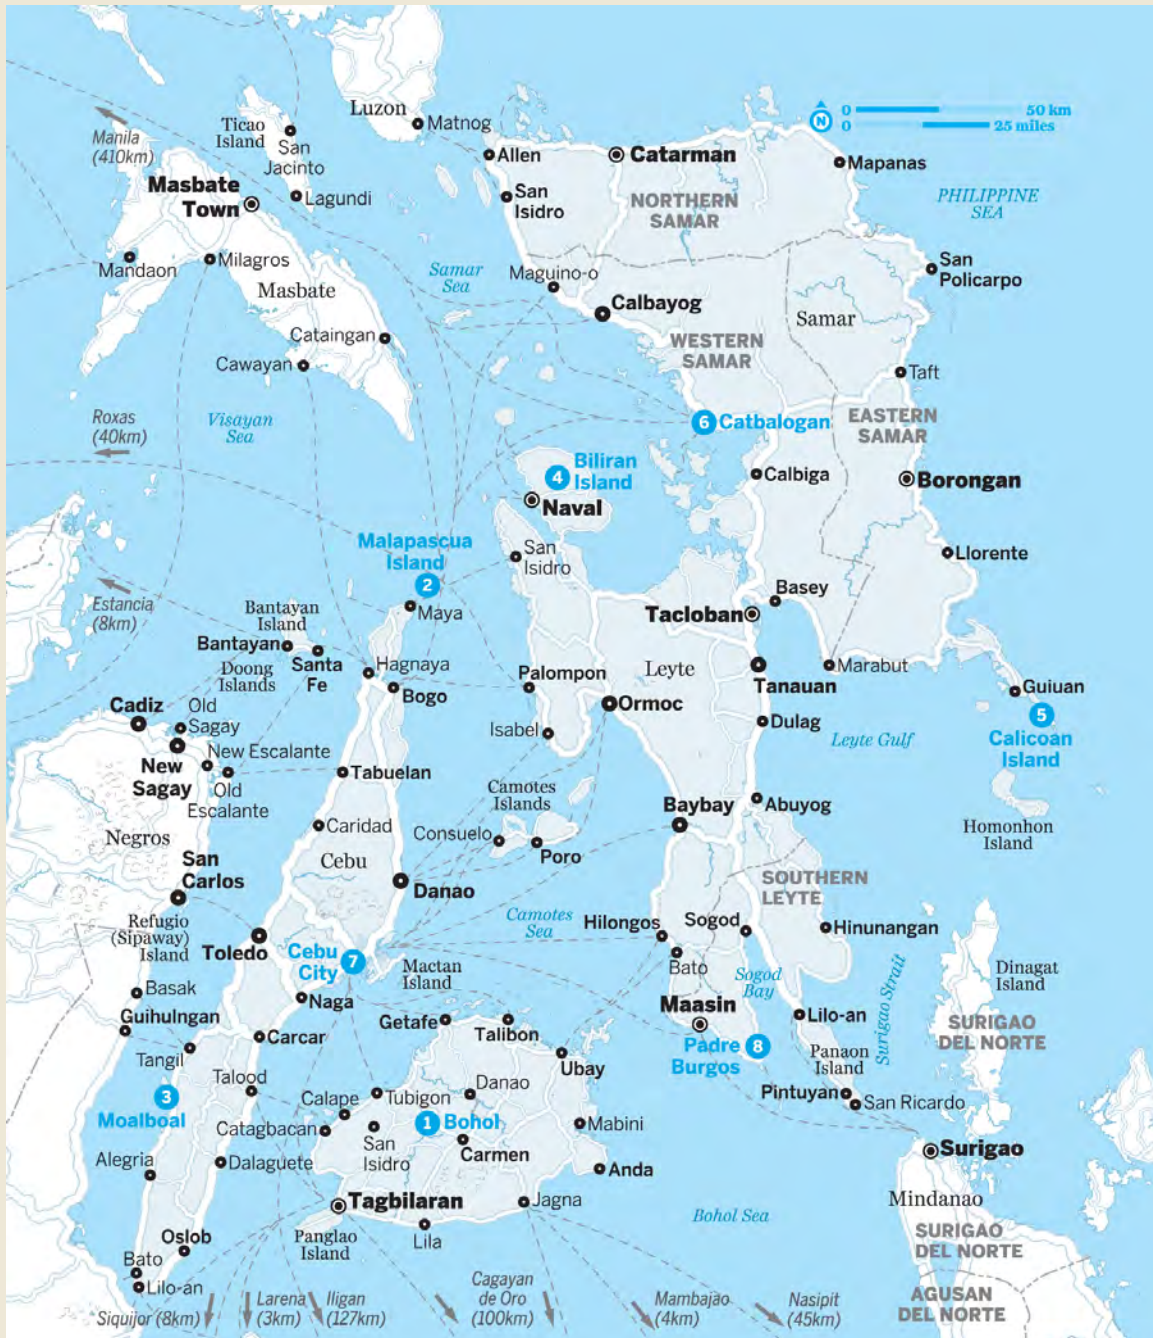 Luzon
Matnog
0 50 km
N
0 25 miles
Manila
(410km)
Ticao
Island
San
Jacinto
Lagundi
Masbate
Town
Allen
Catarman
Mapanas
San
Isidro
NORTHERN
SAMAR
PHILIPPINE
SEA
Mandaon
Milagros
Masbate
Samar
Sea
Maguino-o
San
Policarpo
Calbayog
Samar
Cataingan
Cawayan
WESTERN
SAMAR
Taft
Roxas
(40km)
Visayan
Sea
6 Catbalogan
EASTERN
SAMAR
4 Biliran
Island
Naval
Calbiga
Borongan
Malapascua
Island
2
Maya
San
Isidro
Llorente
Estancia
(8km)
Bantayan
Island
Bantayan
Santa
Fe
Doong
Islands
Hagnaya
Bogo
Basey
Tacloban
Leyte
Marabut
Palompon
Tanauan
Guiuan
5
Calicoan
Island
Cadiz
Old
Sagay
New
Sagay
New Escalante
Old
Escalante
Ormoc
Isabel
Dulag
Leyte Gulf
Tabuelan
Camotes
Islands
Abuyog
Homonhon
Island
Negros
Caridad
Cebu
Consuelo
Poro
Baybay
San
Carlos
Danao
SOUTHERN
LEYTE
Refugio
(Sipaway)
Island
Toledo
Camotes
Sea
Hilongos
Sogod
Hinunangan
Cebu
City
7
Mactan
Island
Bato
Sogod
Bay
Surigao Strait
Dinagat
Island
Basak
Naga
Guihulngan
Getafe
Talibon
Maasin
Lilo-an
SURIGAO
DEL NORTE
Carcar
Tangil
Ubay
Padre
Burgos
8
Panaon
Island
3
Moalboal
Talood
Calape
Tubigon
Danao
Pintuyan
San Ricardo
Catagbacan
1 Bohol
Mabini
San
Isidro
Carmen
Surigao
Alegria
Dalaguete
Anda
Tagbilaran
Jagna
Mindanao
Bohol Sea
Panglao
Island
Lila
Oslob
SURIGAO
DEL NORTE
Bato
Lilo-an
AGUSAN
DEL NORTE
Siquijor (8km)
Larena
(3km)
Iligan
(127km)
Cagayan
de Oro
(100km)
Mambajao
(4km)
Nasipit
(45km)